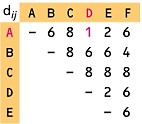 dij A B C D E F
A - 6 8 1 2 6
B - 8 6 6 4
C - 8 8 8
D - 2 6
E - 6